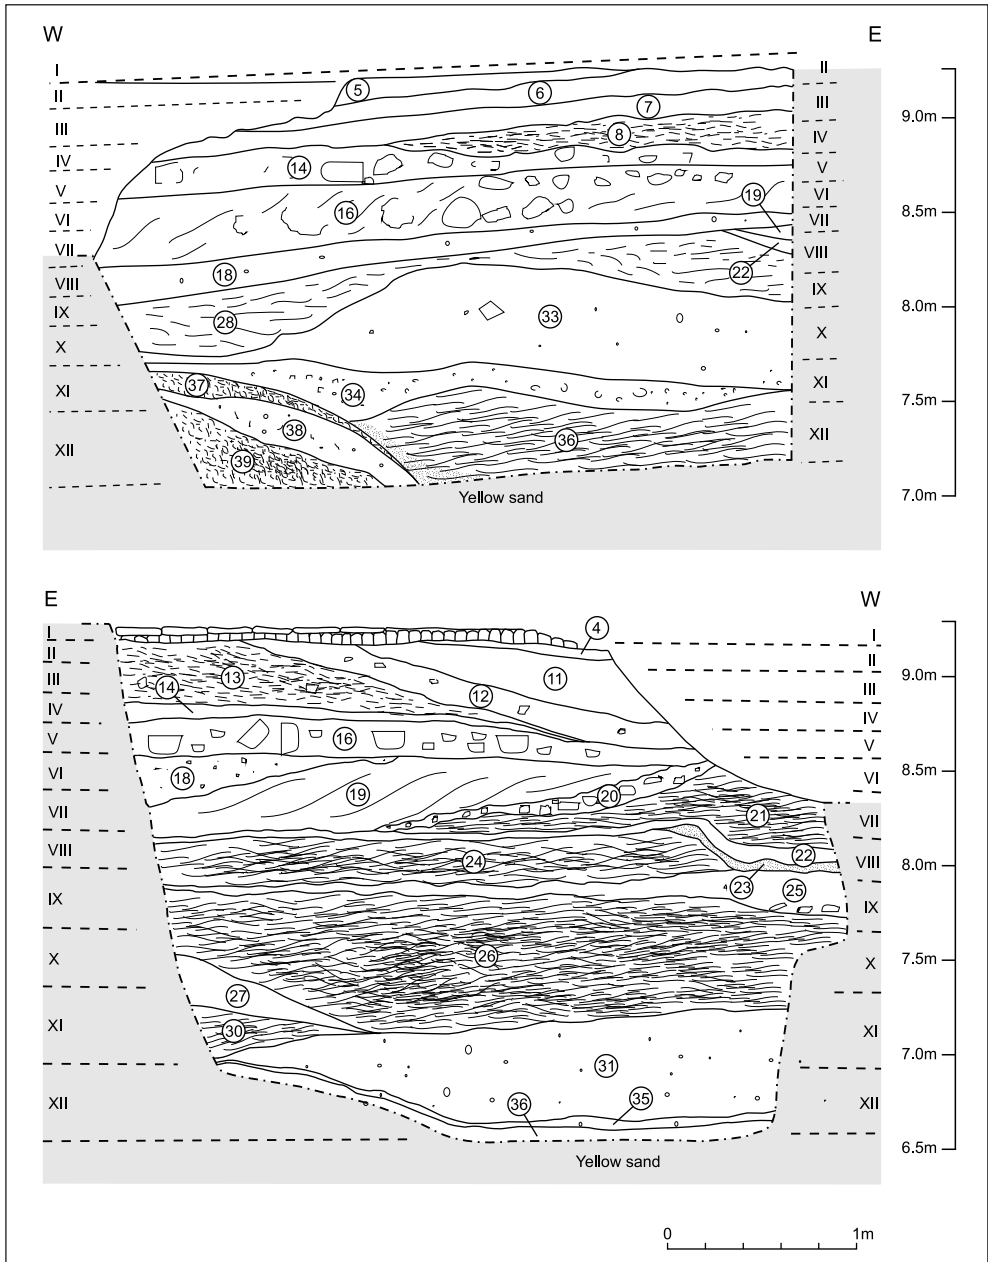 W E
I II
II 5 6 III 9.0m
III 7 IV
IV 8 V
V 14 VI 19
VI 16 VII 8.5m
VII VIII
VIII 18 22 IX
IX 28 33 X 8.0m
X
XI 37 34 XI 7.5m
XII 38 36 XII
39
Yellow sand 7.0m
E W
I 4 I
II 13 11 II 9.0m
III 14 12 III
IV IV
V 16 V
VI 18 19 20 VI 8.5m
VII 21 VII
VIII 24 22 VIII 8.0m
23 25
IX IX
X 26 X 7.5m
27
XI 30 31 XI 7.0m
XII 36 35 XII
6.5m
Yellow sand
0 1m